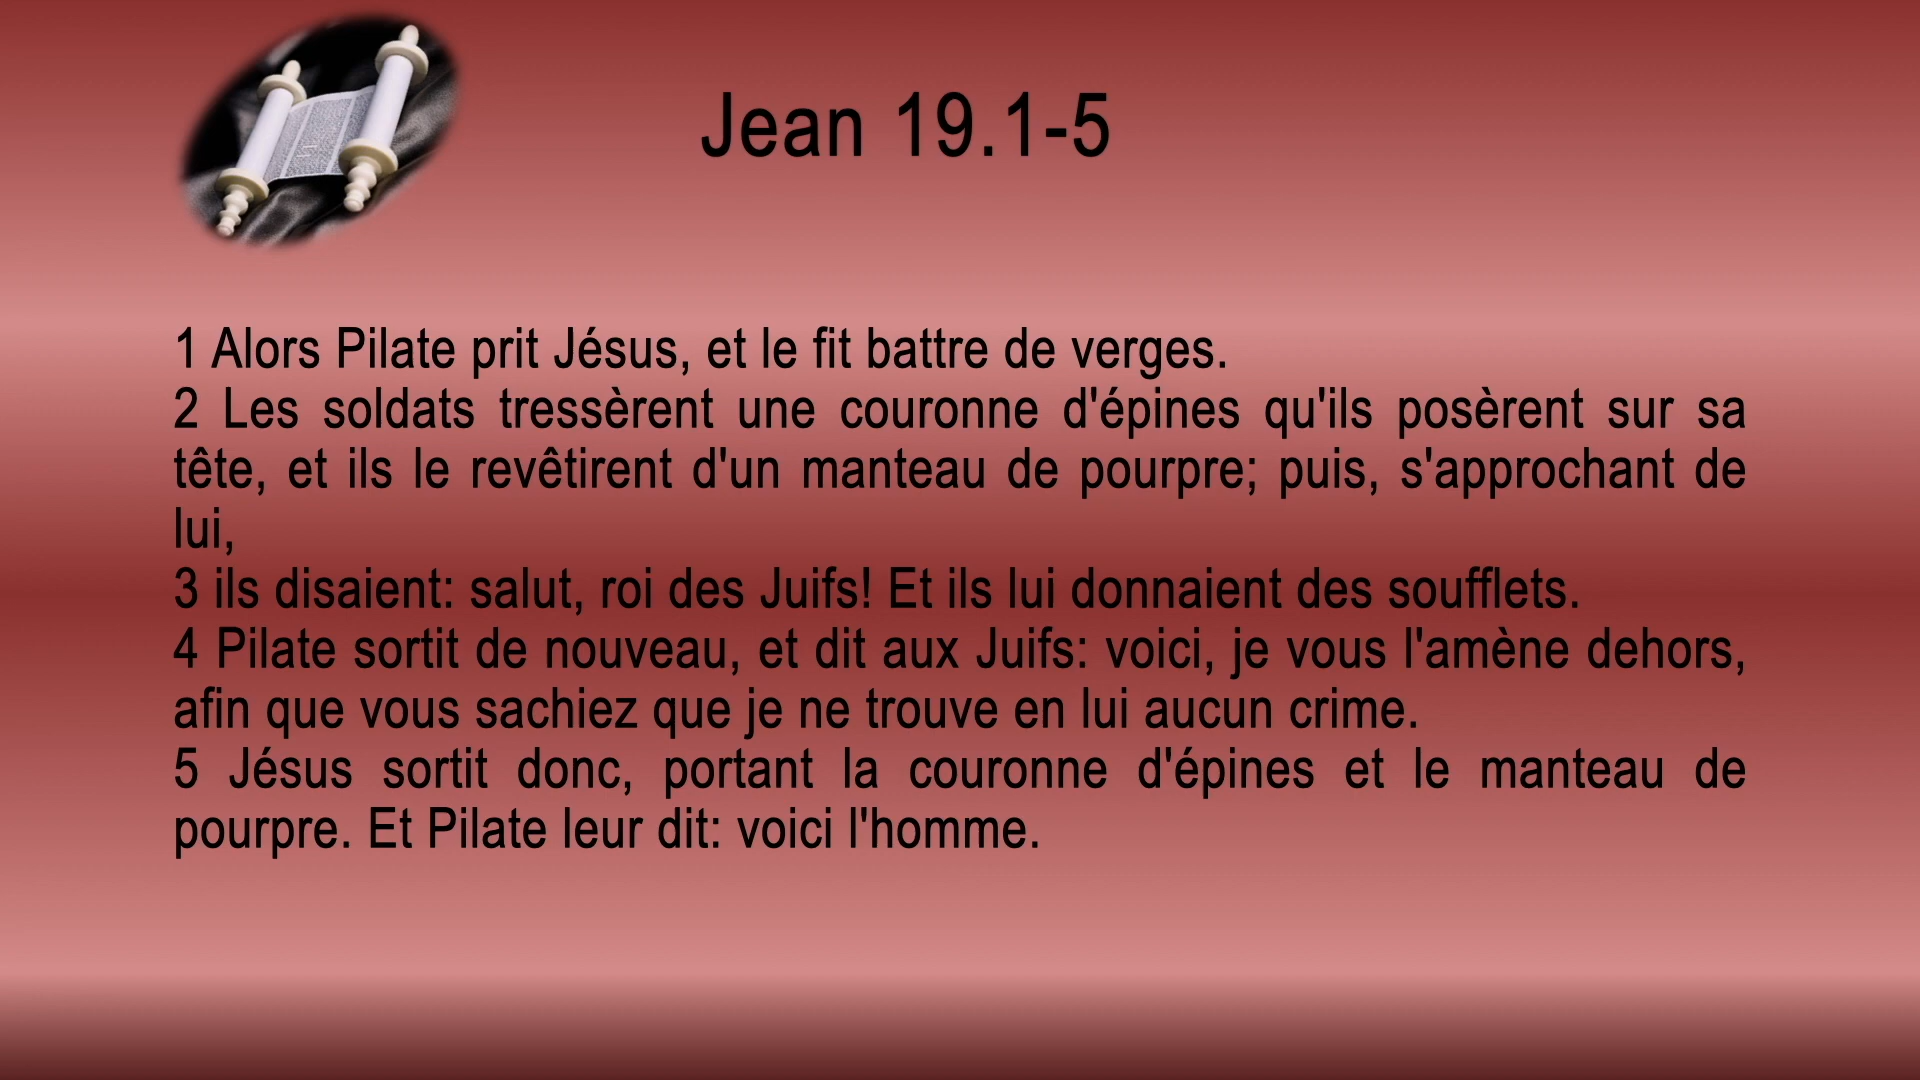 Jean 19.1-5
1 Alors Pilate prit Jésus, et le fit battre de verges.
2 Les soldats tressèrent une couronne d'épines qu'ils posèrent sur sa
tête, et ils le revêtirent d'un manteau de pourpre; puis, s'approchant de
lui,
3 ils disaient: salut, roi des Juifs! Et ils lui donnaient des soufflets.
4 Pilate sortit de nouveau, et dit aux Juifs: voici, je vous l'amène dehors,
afin que vous sachiez que je ne trouve en lui aucun crime.
5 Jésus sortit donc, portant la couronne d'épines et le manteau de
pourpre. Et Pilate leur dit: voici l'homme.